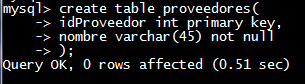 mysql> create table proveedores(
    -> idProveedor int primary key,
    -> nombre varchar(45) not null
    -> );
Query OK, 0 rows affected (0.51 sec)